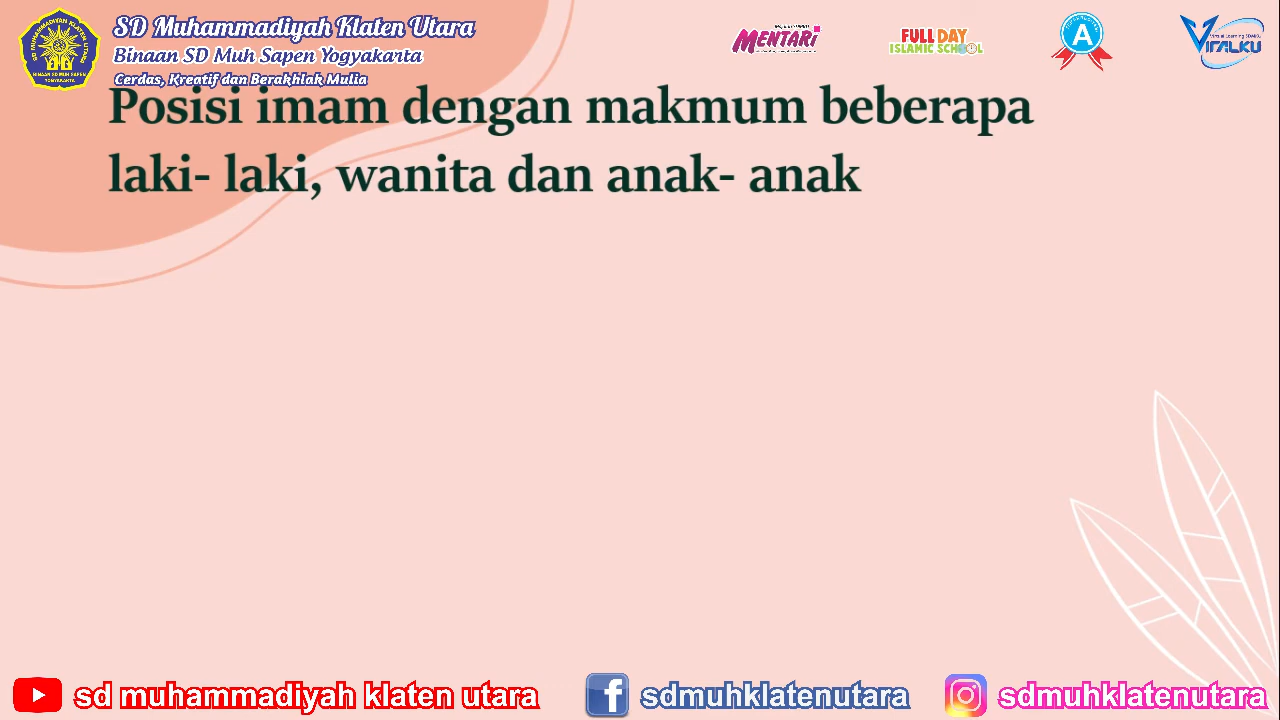 SD Muhammadiyah Klaten Utara
Binaan SD Muh Sapen Yogyakarta
Cerdas, Kreatif dan Berakhlak Mulia
MENTARI
FULL DAY
ISLAMIC SCHOOL
A
VIRALKU
Posisi imam dengan makmum beberapa
laki- laki, wanita dan anak- anak
sd muhammadiyah klaten utara
sdmuhklatenutara
sdmuhklatenutara